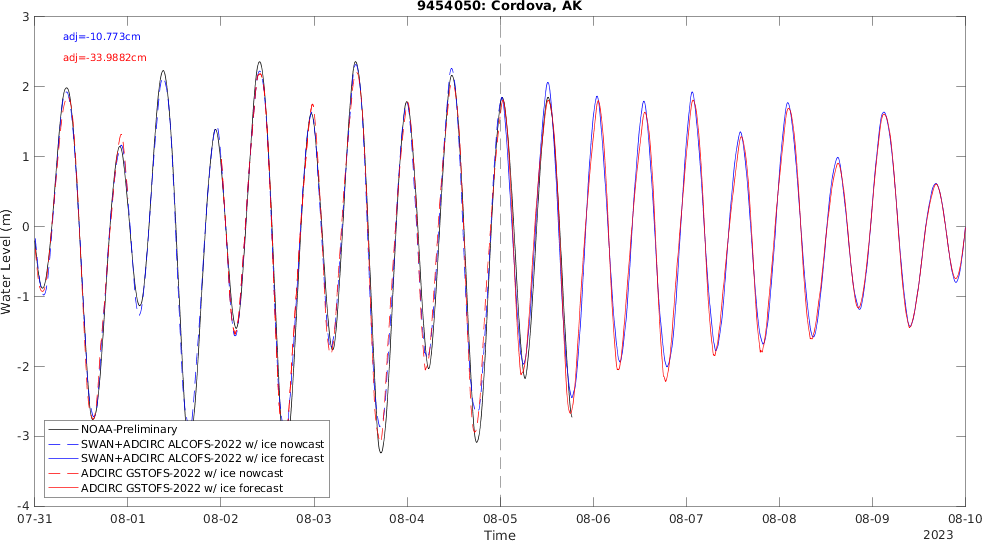 9454050: Cordova, AK
adj=-10.773cm
adj=-33.9882cm
Water Level (m)
3
2
1
0
-1
-2
-3
-4
NOAA-Preliminary
SWAN+ADCIRC ALCOFS-2022 w/ ice nowcast
SWAN+ADCIRC ALCOFS-2022 w/ ice forecast
ADCIRC GSTOFS-2022 w/ ice nowcast
ADCIRC GSTOFS-2022 w/ ice forecast
07-31 08-01 08-02 08-03 08-04 08-05 08-06 08-07 08-08 08-09 08-10
Time
2023